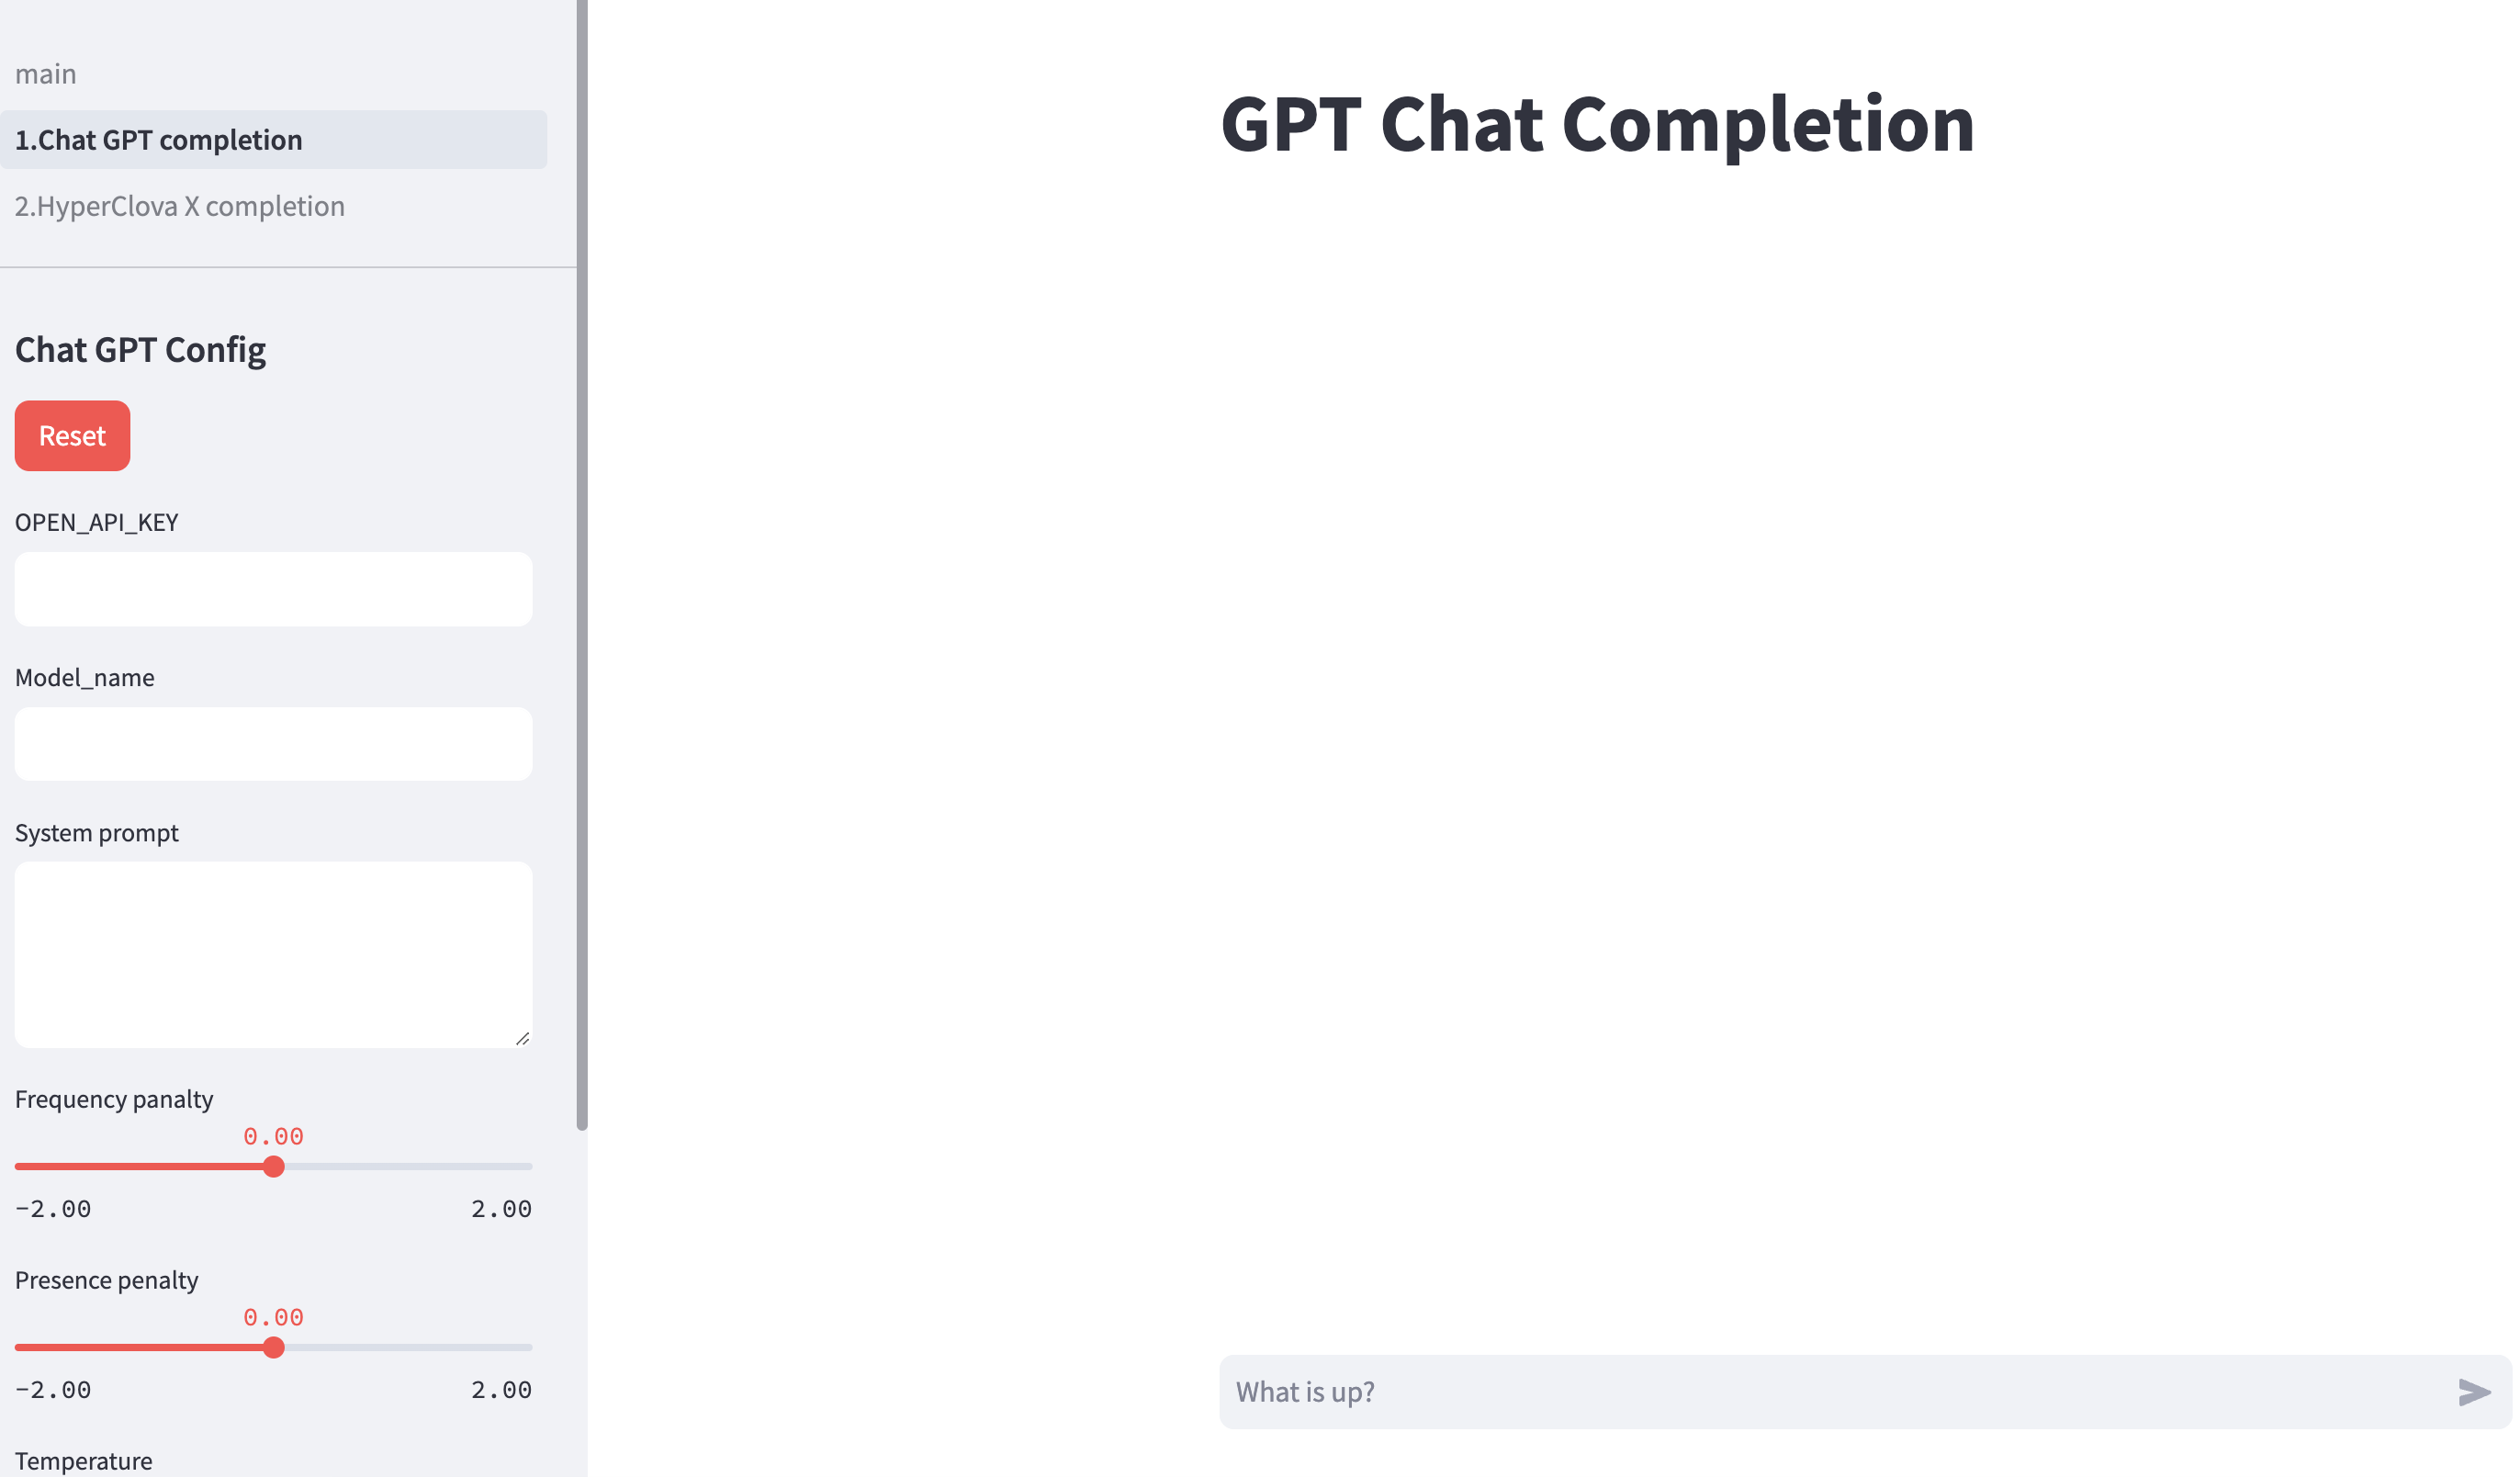 main
1.Chat GPT completion
2.HyperClova X completion
Chat GPT Config
Reset
OPEN_API_KEY
Model_name
System prompt
Frequency panalty
0.00
-2.00 2.00
Presence penalty
0.00
-2.00 2.00
Temperature
GPT Chat Completion
What is up?